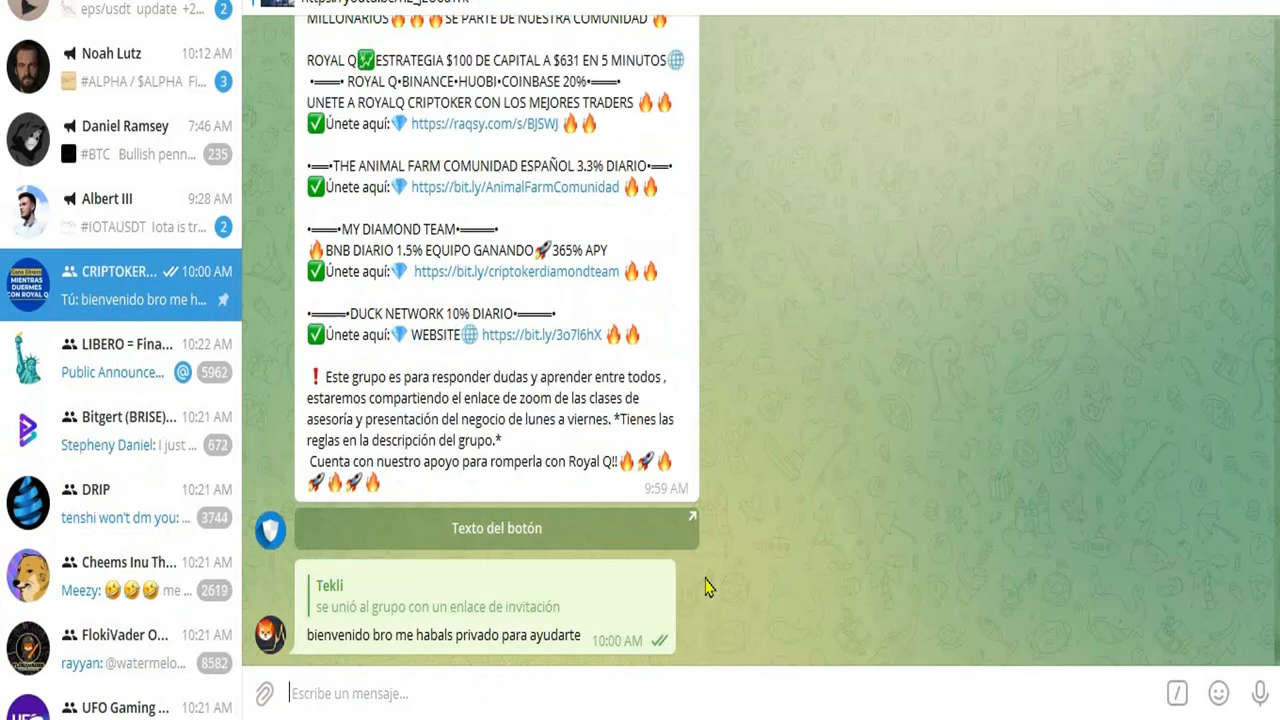 eps/usdt update +2... 2
Noah Lutz 10:12 AM
#ALPHA / $ALPHA Fi... 3
Daniel Ramsey 7:46 AM
#BTC Bullish penn... 235
Albert III 9:28 AM
#IOTAUSDT Iota is tr... 2
CRIPTOKER... 10:00 AM
Tú: bienvenido bro me h...
LIBERO = Fina... 10:22 AM
Public Announce... @ 5962
Bitgert (BRISE)... 10:21 AM
Stepheny Daniel: I just ... 672
DRIP 10:21 AM
tenshi won't dm you: ... 3744
Cheems Inu Th... 10:21 AM
Meezy: 🤣🤣🤣 me ... 2619
FlokiVader O... 10:21 AM
rayyan: @watermelo... 8582
UFO Gaming ... 10:21 AM
MILLONARIOS🔥🔥🔥SE PARTE DE NUESTRA COMUNIDAD 🔥
ROYAL Q💹ESTRATEGIA $100 DE CAPITAL A $631 EN 5 MINUTOS🌐
•═══• ROYAL Q•BINANCE•HUOBI•COINBASE 20%•═══•
UNETE A ROYALQ CRIPTOKER CON LOS MEJORES TRADERS 🔥🔥
✅Únete aquí:💎 https://raqsy.com/s/BJSWJ 🔥🔥
•══•THE ANIMAL FARM COMUNIDAD ESPAÑOL 3.3% DIARIO•══•
✅Únete aquí:💎 https://bit.ly/AnimalFarmComunidad 🔥🔥
•════•MY DIAMOND TEAM•════•
🔥BNB DIARIO 1.5% EQUIPO GANANDO🚀365% APY
✅Únete aquí:💎 https://bit.ly/criptokerdiamondteam 🔥🔥
•════•DUCK NETWORK 10% DIARIO•════•
✅Únete aquí:💎 WEBSITE🌐 https://bit.ly/3o7l6hX 🔥🔥
❗ Este grupo es para responder dudas y aprender entre todos ,
estaremos compartiendo el enlace de zoom de las clases de
asesoría y presentación del negocio de lunes a viernes. *Tienes las
reglas en la descripción del grupo.*
Cuenta con nuestro apoyo para romperla con Royal Q!!🔥🚀🔥
🚀🔥🚀🔥 9:59 AM
Texto del botón
Tekli
se unió al grupo con un enlace de invitación
bienvenido bro me habals privado para ayudarte 10:00 AM
Escribe un mensaje...